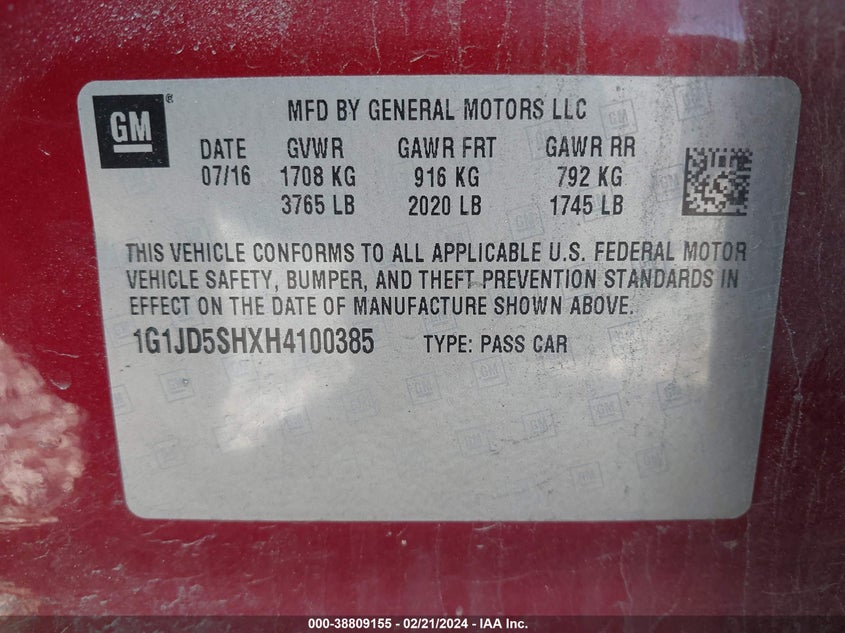 GM®
MFD BY GENERAL MOTORS LLC
DATE GVWR GAWR FRT GAWR RR
07/16 1708 KG 916 KG 792 KG
3765 LB 2020 LB 1745 LB
THIS VEHICLE CONFORMS TO ALL APPLICABLE U.S. FEDERAL MOTOR
VEHICLE SAFETY, BUMPER, AND THEFT PREVENTION STANDARDS IN
EFFECT ON THE DATE OF MANUFACTURE SHOWN ABOVE.
1G1JD5SHXH4100385 TYPE: PASS CAR
000-38809155 - 02/21/2024 - IAA Inc.